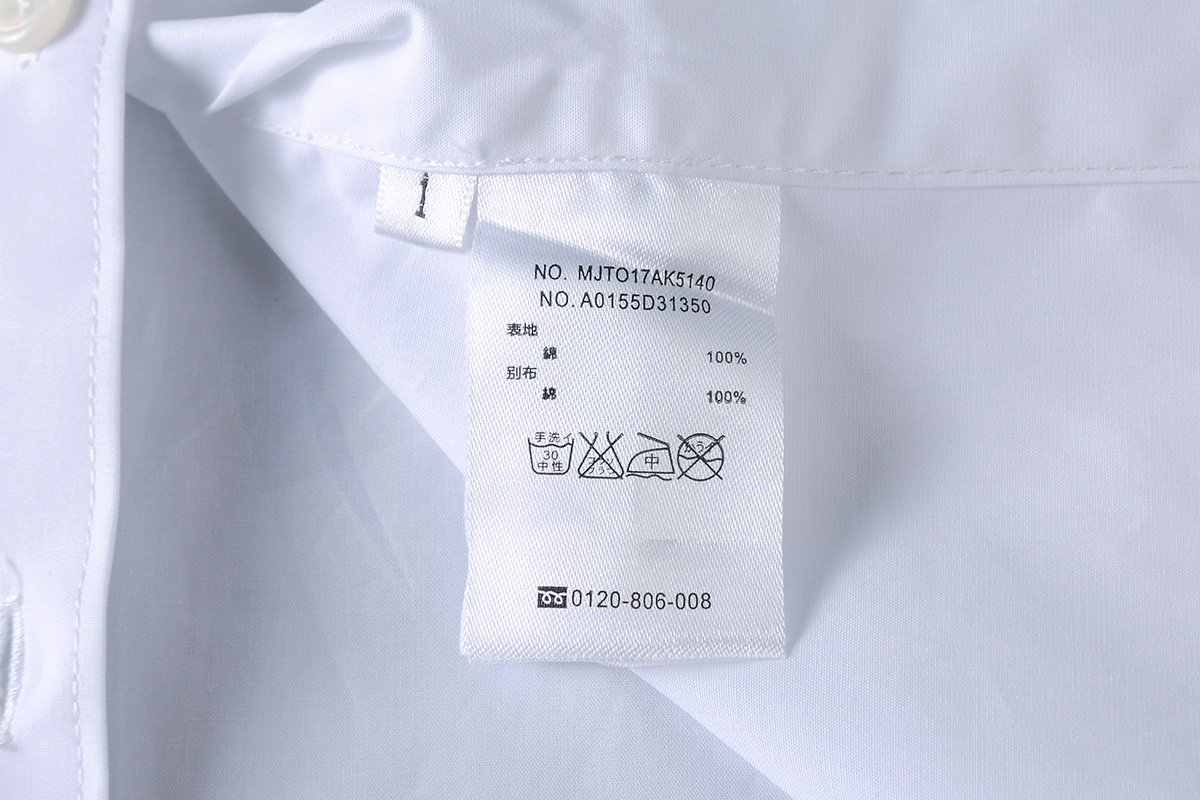 1
NO. MJTO17AK5140
NO. A0155D31350
表地
綿 100%
別布
綿 100%
手洗イ
30
中性
中
0120-806-008